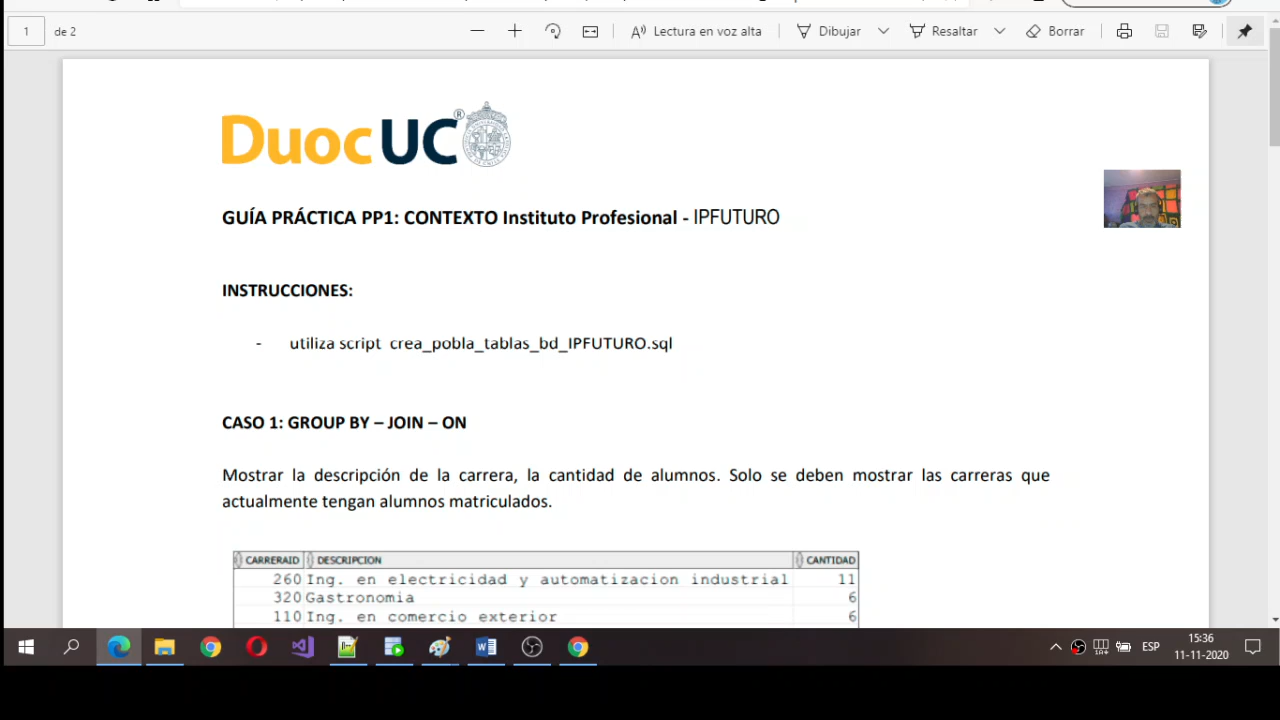 1 de 2 Lectura en voz alta Dibujar Resaltar Borrar
Duoc UC ®
GUÍA PRÁCTICA PP1: CONTEXTO Instituto Profesional - IPFUTURO
INSTRUCCIONES:
- utiliza script crea_pobla_tablas_bd_IPFUTURO.sql
CASO 1: GROUP BY – JOIN – ON
Mostrar la descripción de la carrera, la cantidad de alumnos. Solo se deben mostrar las carreras que
actualmente tengan alumnos matriculados.
CARRERAID DESCRIPCION CANTIDAD
260 Ing. en electricidad y automatizacion industrial 11
320 Gastronomia 6
110 Ing. en comercio exterior 6
ESP 15:36
11-11-2020